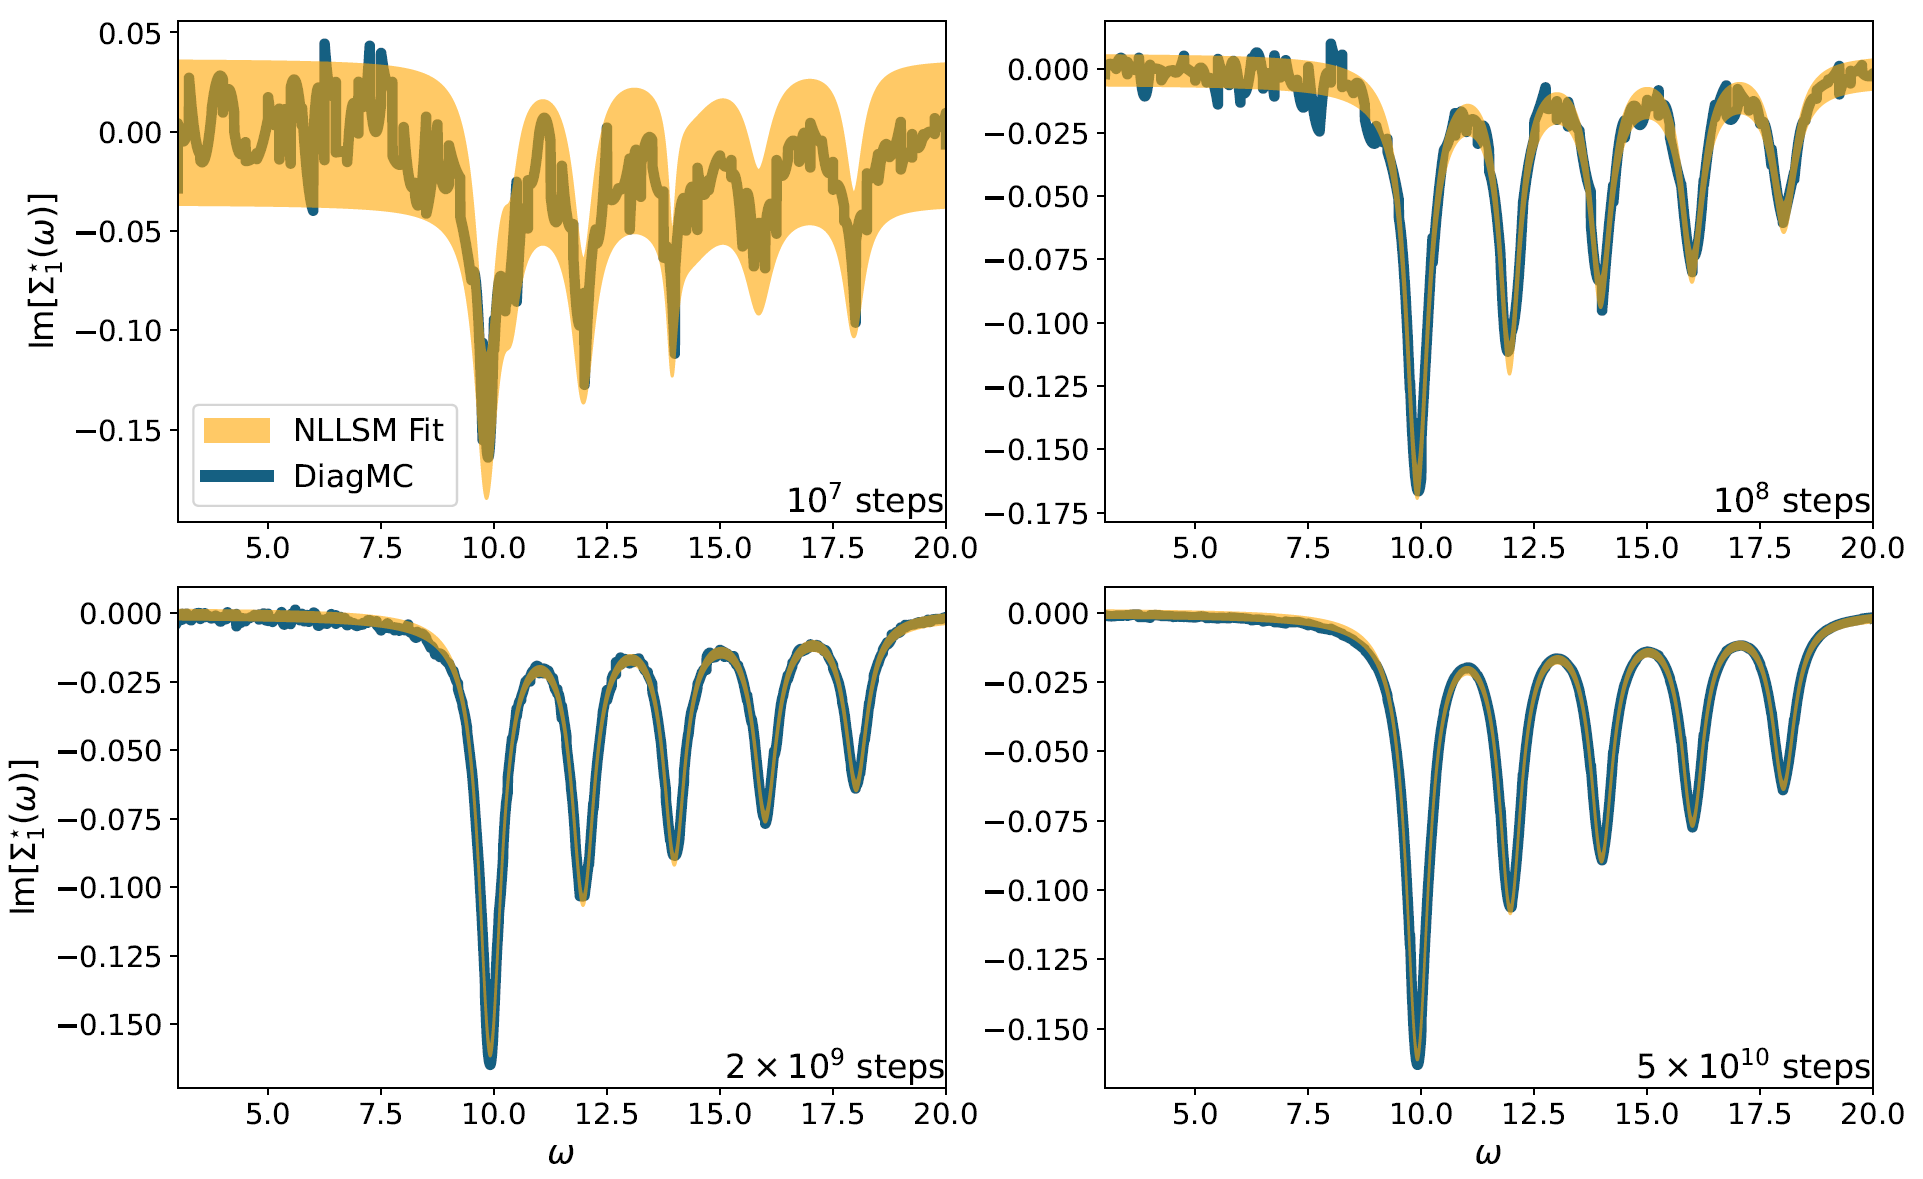 0.05
0.00
−0.05
−0.10
−0.15
Im[Σ₁⋆(ω)]
NLLSM Fit
DiagMC
10⁷ steps
5.0 7.5 10.0 12.5 15.0 17.5 20.0
0.000
−0.025
−0.050
−0.075
−0.100
−0.125
−0.150
−0.175
10⁸ steps
5.0 7.5 10.0 12.5 15.0 17.5 20.0
0.000
−0.025
−0.050
−0.075
−0.100
−0.125
−0.150
Im[Σ₁⋆(ω)]
2 × 10⁹ steps
5.0 7.5 10.0 12.5 15.0 17.5 20.0
ω
0.000
−0.025
−0.050
−0.075
−0.100
−0.125
−0.150
5 × 10¹⁰ steps
5.0 7.5 10.0 12.5 15.0 17.5 20.0
ω